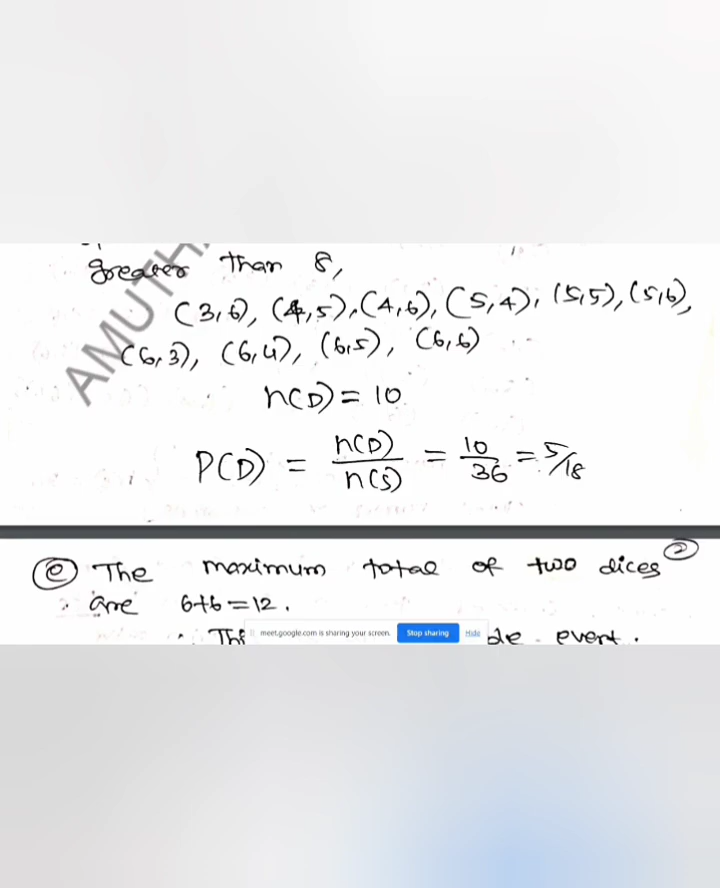 greater than 8,
(3,6), (4,5), (4,6), (5,4), (5,5), (5,6),
(6,3), (6,4), (6,5), (6,6)
n(D) = 10
P(D) = n(D)/n(S) = 10/36 = 5/18
AMUTH
②
ⓔ The maximum total of two dices
are 6+6=12.
meet.google.com is sharing your screen. Stop sharing Hide
event.